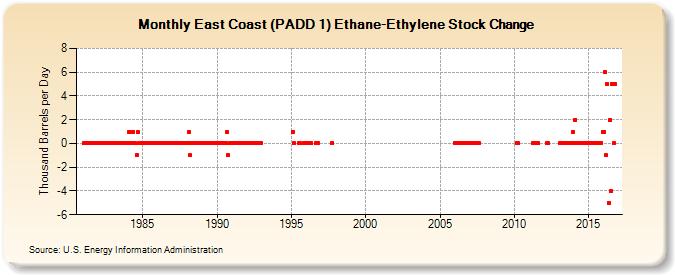 Monthly East Coast (PADD 1) Ethane-Ethylene Stock Change
Thousand Barrels per Day
8
6
4
2
0
-2
-4
-6
1985 1990 1995 2000 2005 2010 2015
Source: U.S. Energy Information Administration